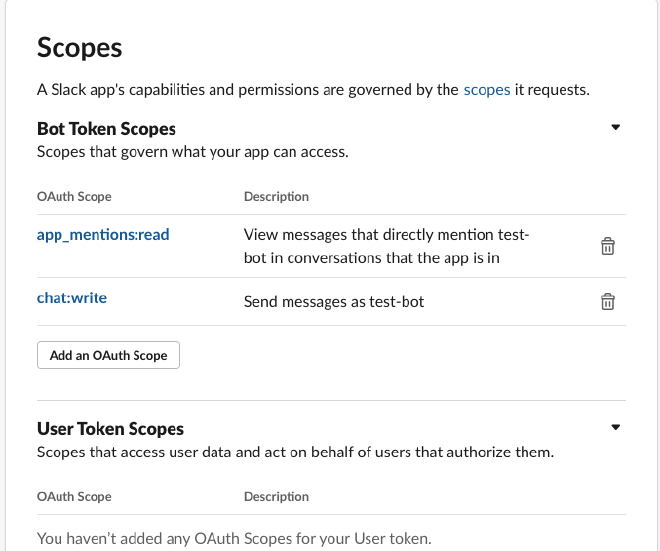 Scopes
A Slack app's capabilities and permissions are governed by the scopes it requests.
Bot Token Scopes
Scopes that govern what your app can access.
OAuth Scope Description
app_mentions:read View messages that directly mention test-
bot in conversations that the app is in
chat:write Send messages as test-bot
Add an OAuth Scope
User Token Scopes
Scopes that access user data and act on behalf of users that authorize them.
OAuth Scope Description
You haven’t added any OAuth Scopes for your User token.